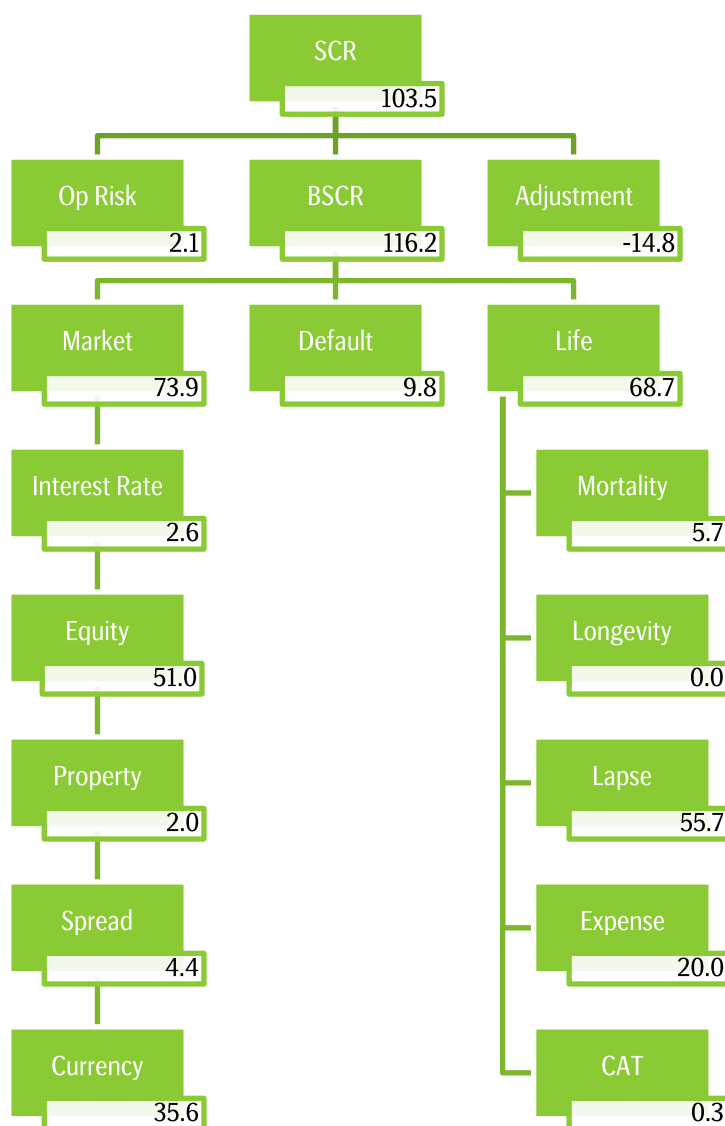 SCR
103.5
Op Risk
2.1
BSCR
116.2
Adjustment
-14.8
Market
73.9
Default
9.8
Life
68.7
Interest Rate
2.6
Mortality
5.7
Equity
51.0
Longevity
0.0
Property
2.0
Lapse
55.7
Spread
4.4
Expense
20.0
Currency
35.6
CAT
0.3